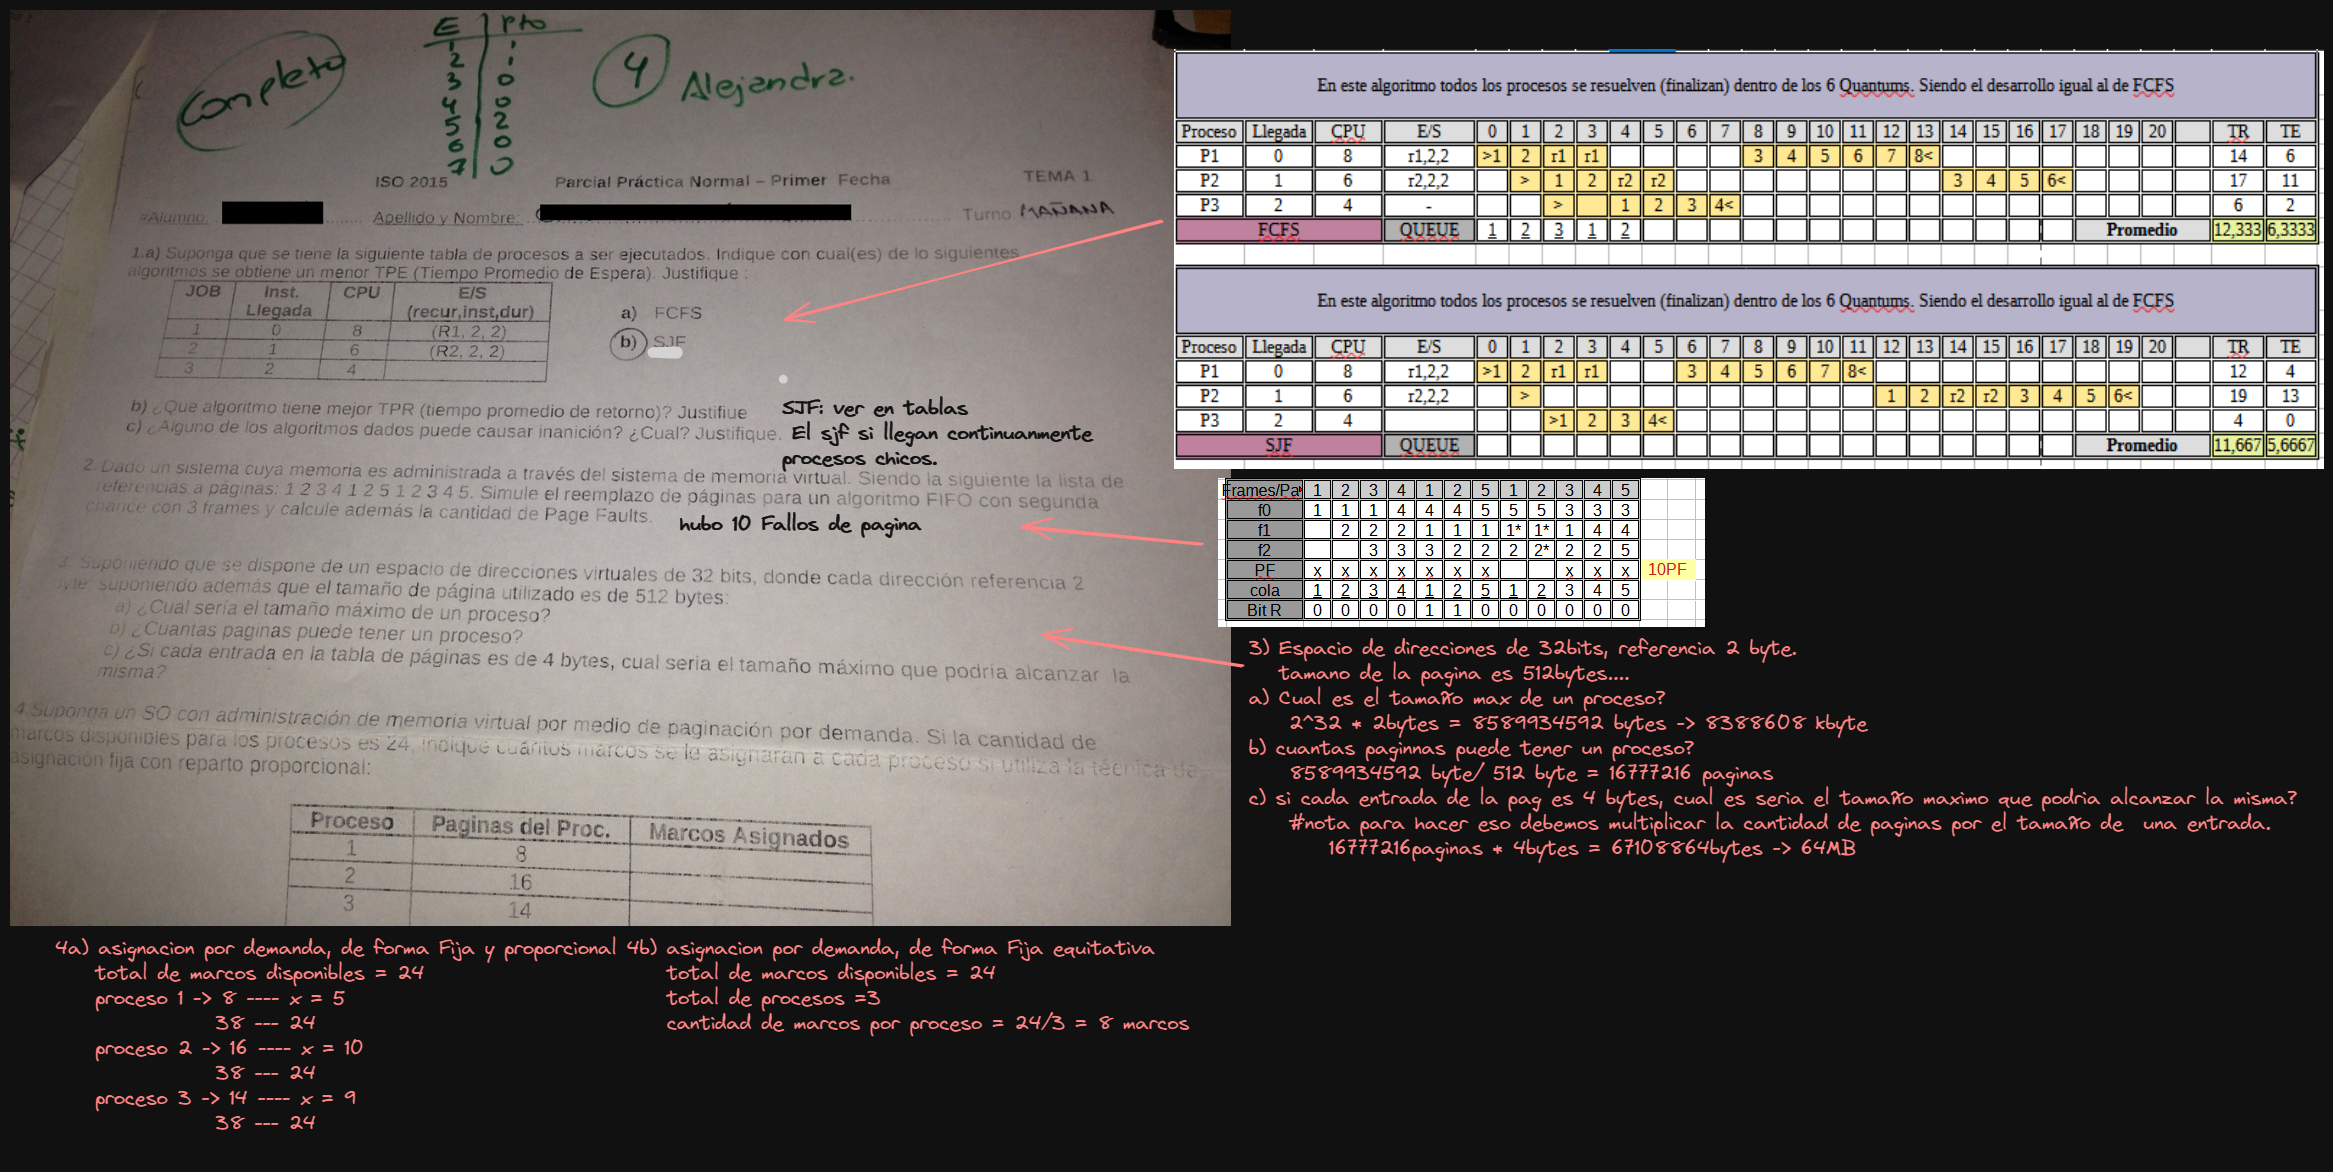 Completo
E | Pto
1 | 1
2 | 1
3 | 0
4 | 0
5 | 2
6 | 0
7 | 0
4 Alejandra.
ISO 2015 Parcial Práctica Normal – Primer Fecha TEMA 1
#Alumno: Apellido y Nombre: Turno MAÑANA
1.a) Suponga que se tiene la siguiente tabla de procesos a ser ejecutados. Indique con cual(es) de lo siguientes
algoritmos se obtiene un menor TPE (Tiempo Promedio de Espera). Justifique :
JOB Inst. Llegada CPU E/S (recur,inst,dur)
1 0 8 (R1, 2, 2)
2 1 6 (R2, 2, 2)
3 2 4
a) FCFS
b) SJF
b) ¿Que algoritmo tiene mejor TPR (tiempo promedio de retorno)? Justifiue
SJF: ver en tablas
c) ¿Alguno de los algoritmos dados puede causar inanición? ¿Cual? Justifique.
El sjf si llegan continuanmente
procesos chicos.
2. Dado un sistema cuya memoria es administrada a través del sistema de memoria virtual. Siendo la siguiente la lista de
referencias a páginas: 1 2 3 4 1 2 5 1 2 3 4 5. Simule el reemplazo de páginas para un algoritmo FIFO con segunda
chance con 3 frames y calcule además la cantidad de Page Faults.
hubo 10 Fallos de pagina
3. Suponiendo que se dispone de un espacio de direcciones virtuales de 32 bits, donde cada dirección referencia 2
byte, suponiendo además que el tamaño de página utilizado es de 512 bytes:
a) ¿Cual sería el tamaño máximo de un proceso?
b) ¿Cuantas paginas puede tener un proceso?
c) ¿Si cada entrada en la tabla de páginas es de 4 bytes, cual seria el tamaño máximo que podría alcanzar la
misma?
4.Suponga un SO con administración de memoria virtual por medio de paginación por demanda. Si la cantidad de
marcos disponibles para los procesos es 24, indique cuántos marcos se le asignaran a cada proceso si utiliza la técnica de
asignación fija con reparto proporcional:
Proceso Paginas del Proc. Marcos Asignados
1 8
2 16
3 14
En este algoritmo todos los procesos se resuelven (finalizan) dentro de los 6 Quantums. Siendo el desarrollo igual al de FCFS
Proceso Llegada CPU E/S 0 1 2 3 4 5 6 7 8 9 10 11 12 13 14 15 16 17 18 19 20 TR TE
P1 0 8 r1,2,2 >1 2 r1 r1 3 4 5 6 7 8< 14 6
P2 1 6 r2,2,2 > 1 2 r2 r2 3 4 5 6< 17 11
P3 2 4 - > 1 2 3 4< 6 2
FCFS QUEUE 1 2 3 1 2 Promedio 12,333 6,3333
En este algoritmo todos los procesos se resuelven (finalizan) dentro de los 6 Quantums. Siendo el desarrollo igual al de FCFS
Proceso Llegada CPU E/S 0 1 2 3 4 5 6 7 8 9 10 11 12 13 14 15 16 17 18 19 20 TR TE
P1 0 8 r1,2,2 >1 2 r1 r1 3 4 5 6 7 8< 12 4
P2 1 6 r2,2,2 > 1 2 r2 r2 3 4 5 6< 19 13
P3 2 4 >1 2 3 4< 4 0
SJF QUEUE Promedio 11,667 5,6667
Frames/Pa 1 2 3 4 1 2 5 1 2 3 4 5
f0 1 1 1 4 4 4 5 5 5 3 3 3
f1 2 2 2 1 1 1 1* 1* 1 4 4
f2 3 3 3 2 2 2 2* 2 2 5
PF x x x x x x x x x x 10PF
cola 1 2 3 4 1 2 5 1 2 3 4 5
Bit R 0 0 0 0 1 1 0 0 0 0 0 0
3) Espacio de direcciones de 32bits, referencia 2 byte.
tamano de la pagina es 512bytes....
a) Cual es el tamaño max de un proceso?
2^32 * 2bytes = 8589934592 bytes -> 8388608 kbyte
b) cuantas paginnas puede tener un proceso?
8589934592 byte/ 512 byte = 16777216 paginas
c) si cada entrada de la pag es 4 bytes, cual es seria el tamaño maximo que podria alcanzar la misma?
#nota para hacer eso debemos multiplicar la cantidad de paginas por el tamaño de una entrada.
16777216paginas * 4bytes = 67108864bytes -> 64MB
4a) asignacion por demanda, de forma Fija y proporcional
total de marcos disponibles = 24
proceso 1 -> 8 ---- x = 5
38 --- 24
proceso 2 -> 16 ---- x = 10
38 --- 24
proceso 3 -> 14 ---- x = 9
38 --- 24
4b) asignacion por demanda, de forma Fija equitativa
total de marcos disponibles = 24
total de procesos =3
cantidad de marcos por proceso = 24/3 = 8 marcos